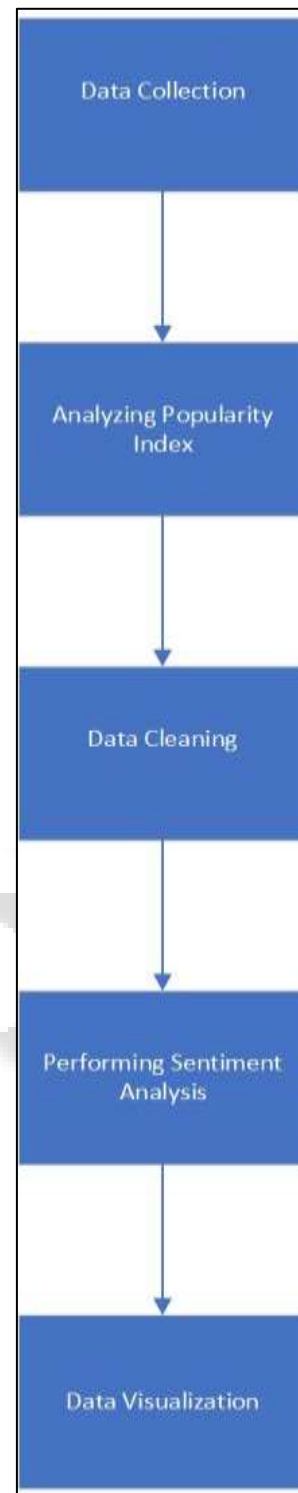 Data Collection
Analyzing Popularity
Index
Data Cleaning
Performing Sentiment
Analysis
Data Visualization